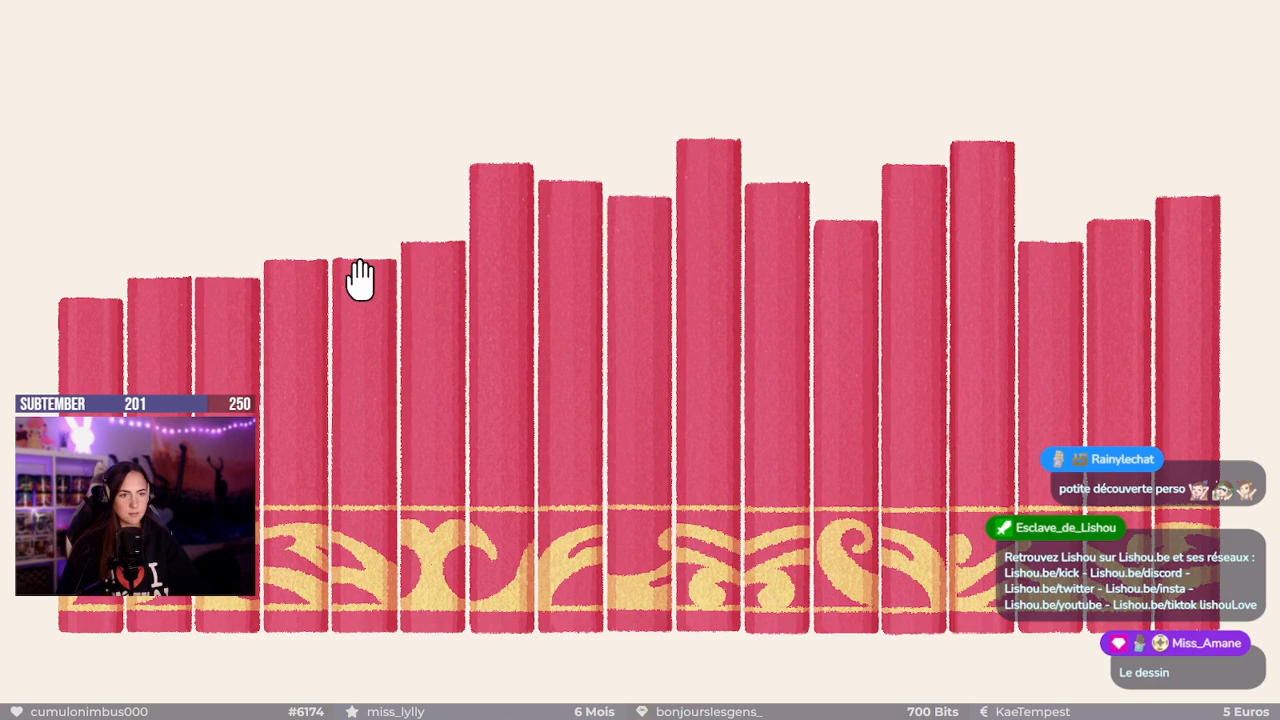 SUBTEMBER 201 250
Rainylechat
potite découverte perso
Esclave_de_Lishou
Retrouvez Lishou sur Lishou.be et ses réseaux :
Lishou.be/kick - Lishou.be/discord -
Lishou.be/twitter - Lishou.be/insta -
Lishou.be/youtube - Lishou.be/tiktok lishouLove
Miss_Amane
Le dessin
cumulonimbus000 #6174 miss_lylly 6 Mois bonjourslesgens_ 700 Bits € KaeTempest 5 Euros